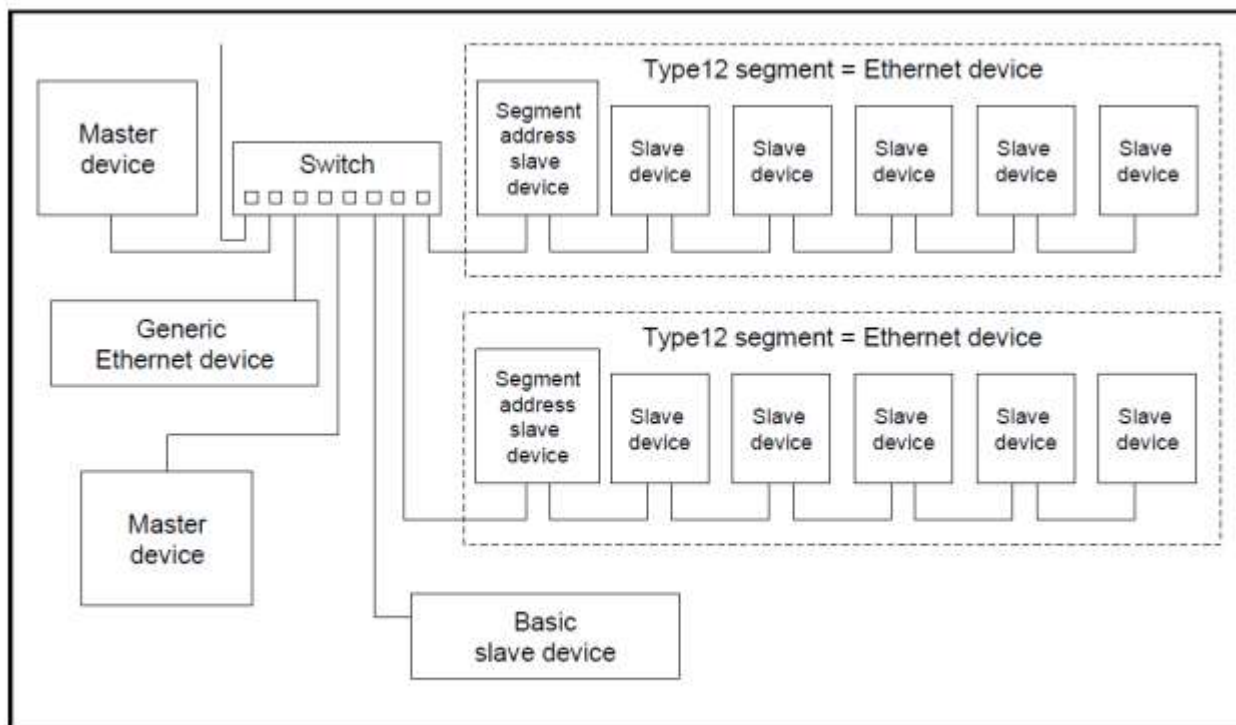 Type12 segment = Ethernet device
Master
device
Switch
Segment
address
slave
device
Slave
device
Slave
device
Slave
device
Slave
device
Slave
device
Generic
Ethernet device
Type12 segment = Ethernet device
Segment
address
slave
device
Slave
device
Slave
device
Slave
device
Slave
device
Slave
device
Master
device
Basic
slave device